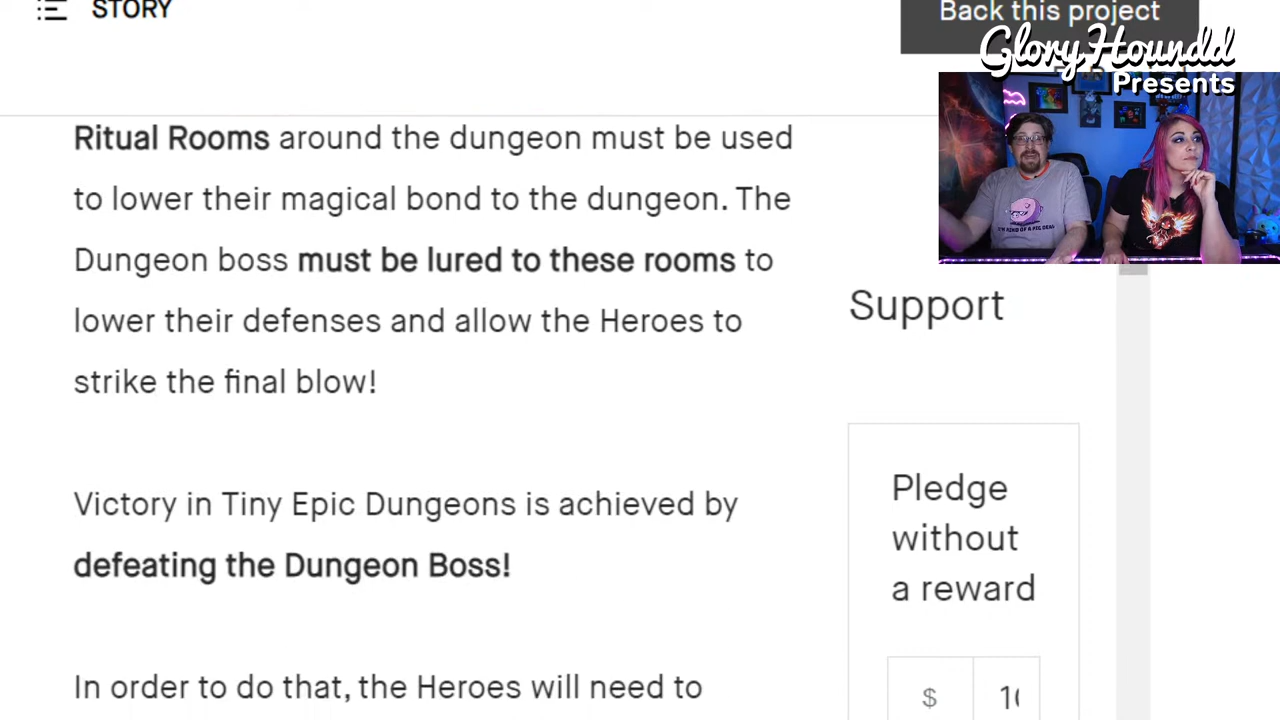 STORY
Back this project
GloryHoundd
Presents
Ritual Rooms around the dungeon must be used
to lower their magical bond to the dungeon. The
Dungeon boss must be lured to these rooms to
lower their defenses and allow the Heroes to
strike the final blow!
Victory in Tiny Epic Dungeons is achieved by
defeating the Dungeon Boss!
In order to do that, the Heroes will need to
Support
Pledge
without
a reward
$